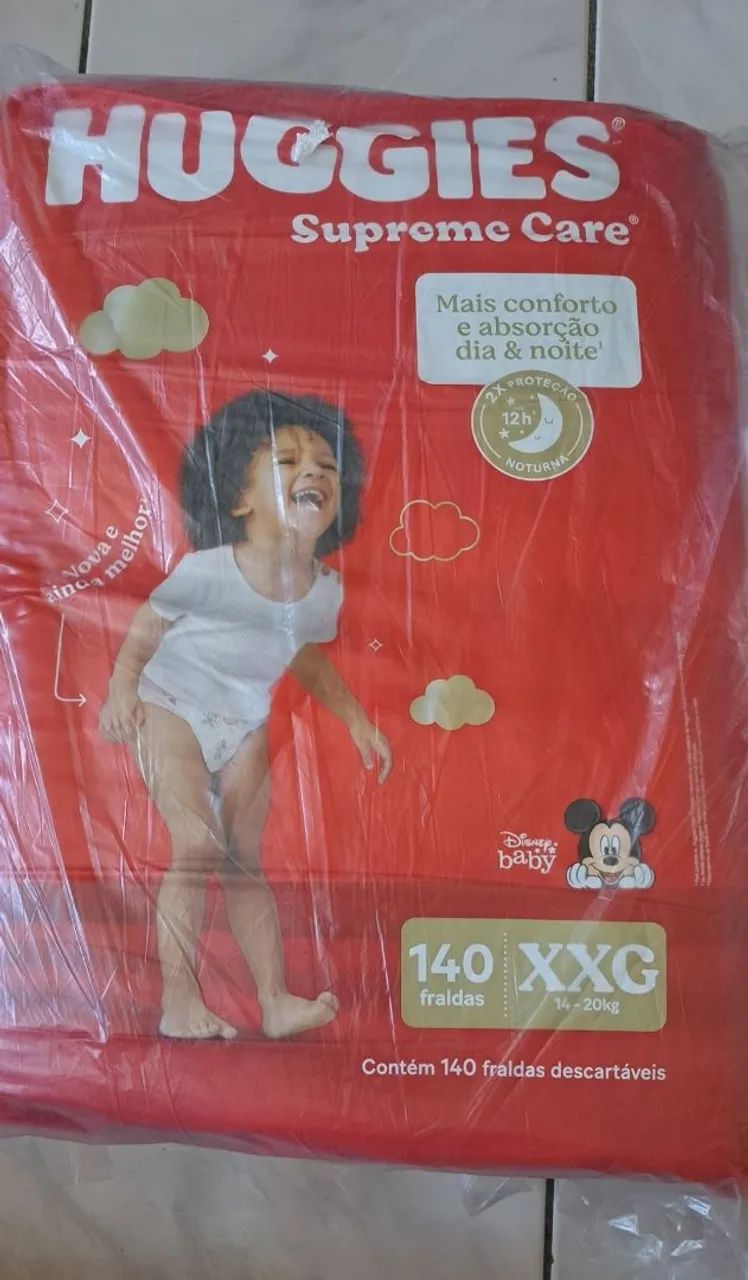 HUGGIES®
Supreme Care®
Mais conforto
e absorção
dia & noite¹
2X PROTEÇÃO
12h
NOTURNA
Nova e
ainda melhor
Disney
baby
140
fraldas
XXG
14 - 20kg
Contém 140 fraldas descartáveis